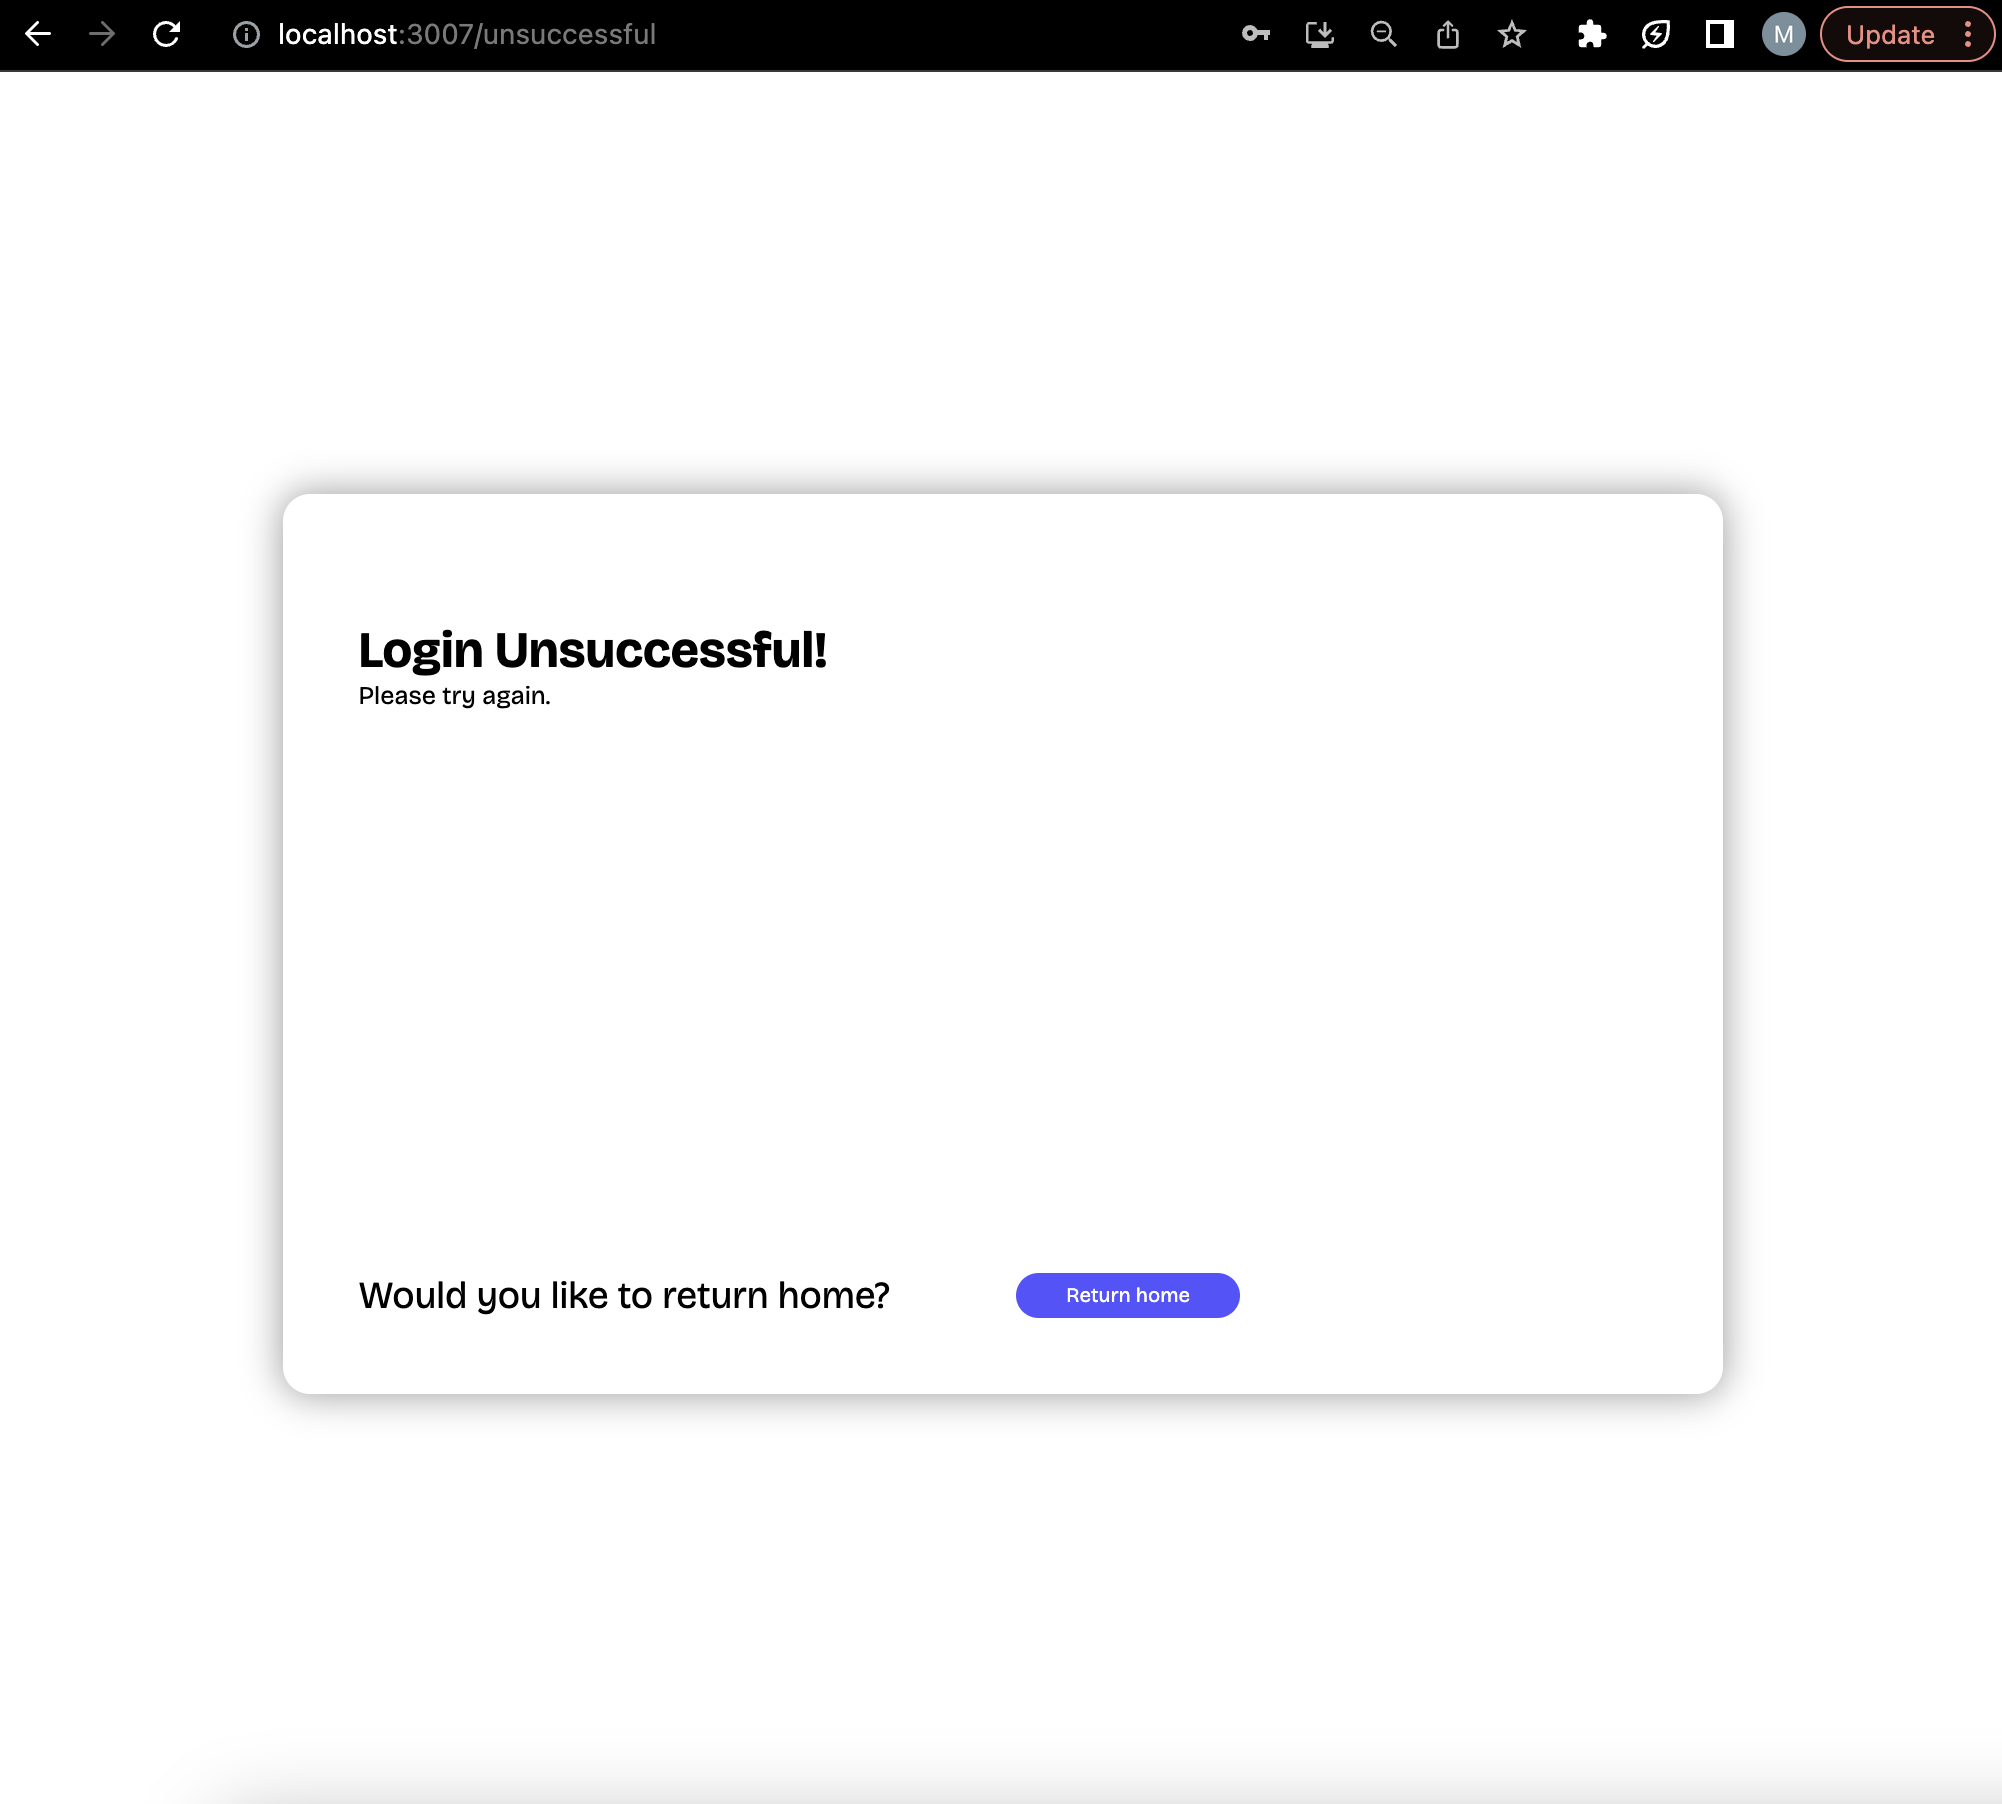 localhost:3007/unsuccessful
M
Update
Login Unsuccessful!
Please try again.
Would you like to return home?
Return home